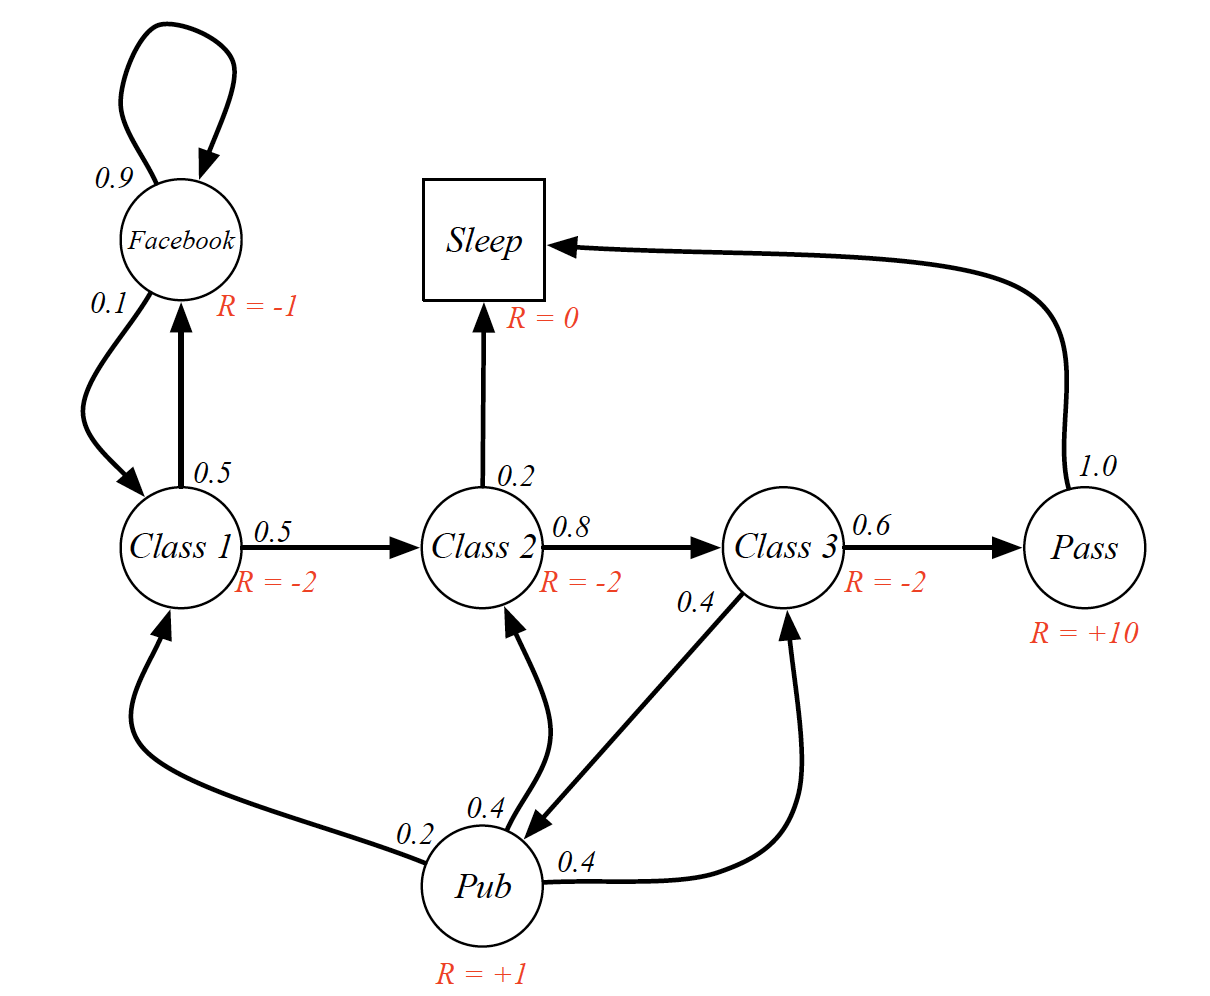 0.9
Facebook
Sleep
0.1
R = -1
R = 0
0.5
0.2
1.0
0.5
0.8
0.6
Class 1
Class 2
Class 3
Pass
R = -2
R = -2
R = -2
0.4
R = +10
0.4
0.2
0.4
Pub
R = +1